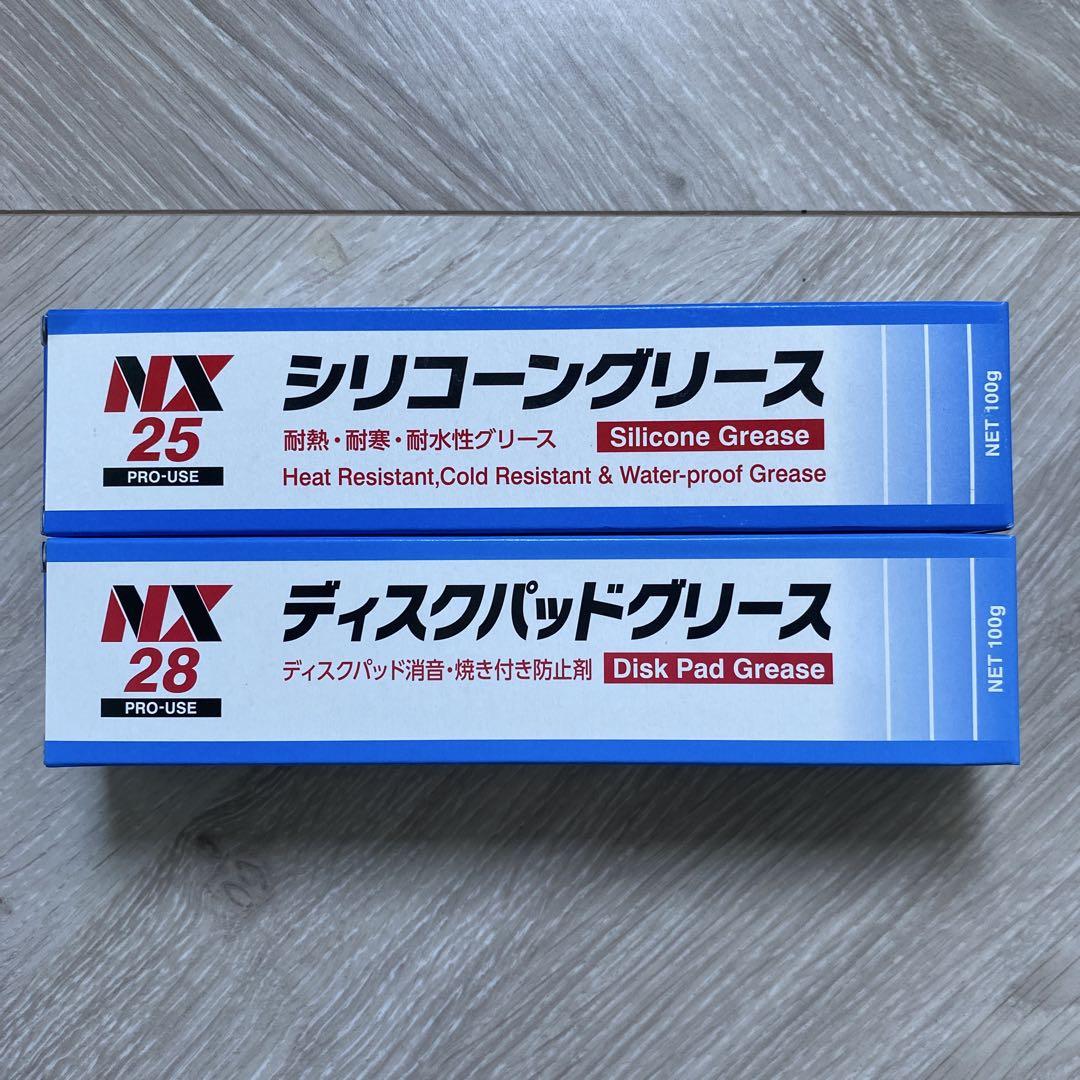 NX
25
PRO-USE
シリコーングリース
耐熱・耐寒・耐水性グリース Silicone Grease
Heat Resistant,Cold Resistant & Water-proof Grease
NET 100g
NX
28
PRO-USE
ディスクパッドグリース
ディスクパッド消音・焼き付き防止剤 Disk Pad Grease
NET 100g